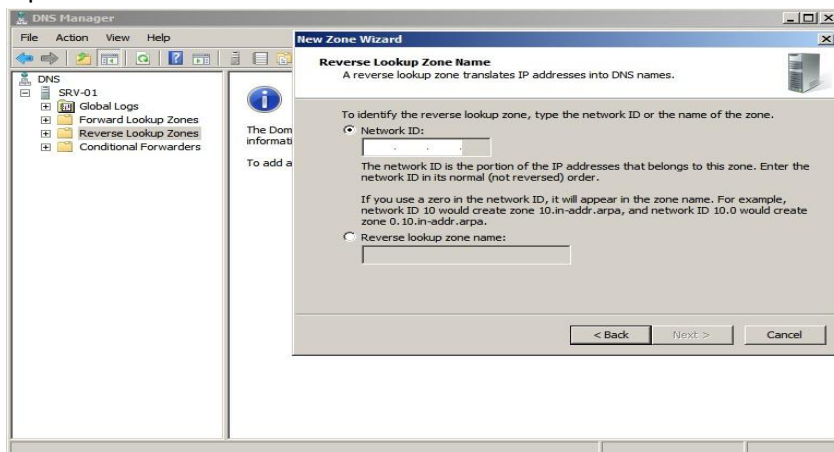 DNS Manager
File Action View Help
DNS
SRV-01
Global Logs
Forward Lookup Zones
Reverse Lookup Zones
Conditional Forwarders
The Dom
informati
To add a
New Zone Wizard
Reverse Lookup Zone Name
A reverse lookup zone translates IP addresses into DNS names.
To identify the reverse lookup zone, type the network ID or the name of the zone.
Network ID:
. . .
The network ID is the portion of the IP addresses that belongs to this zone. Enter the
network ID in its normal (not reversed) order.
If you use a zero in the network ID, it will appear in the zone name. For example,
network ID 10 would create zone 10.in-addr.arpa, and network ID 10.0 would create
zone 0.10.in-addr.arpa.
Reverse lookup zone name:
< Back Next > Cancel